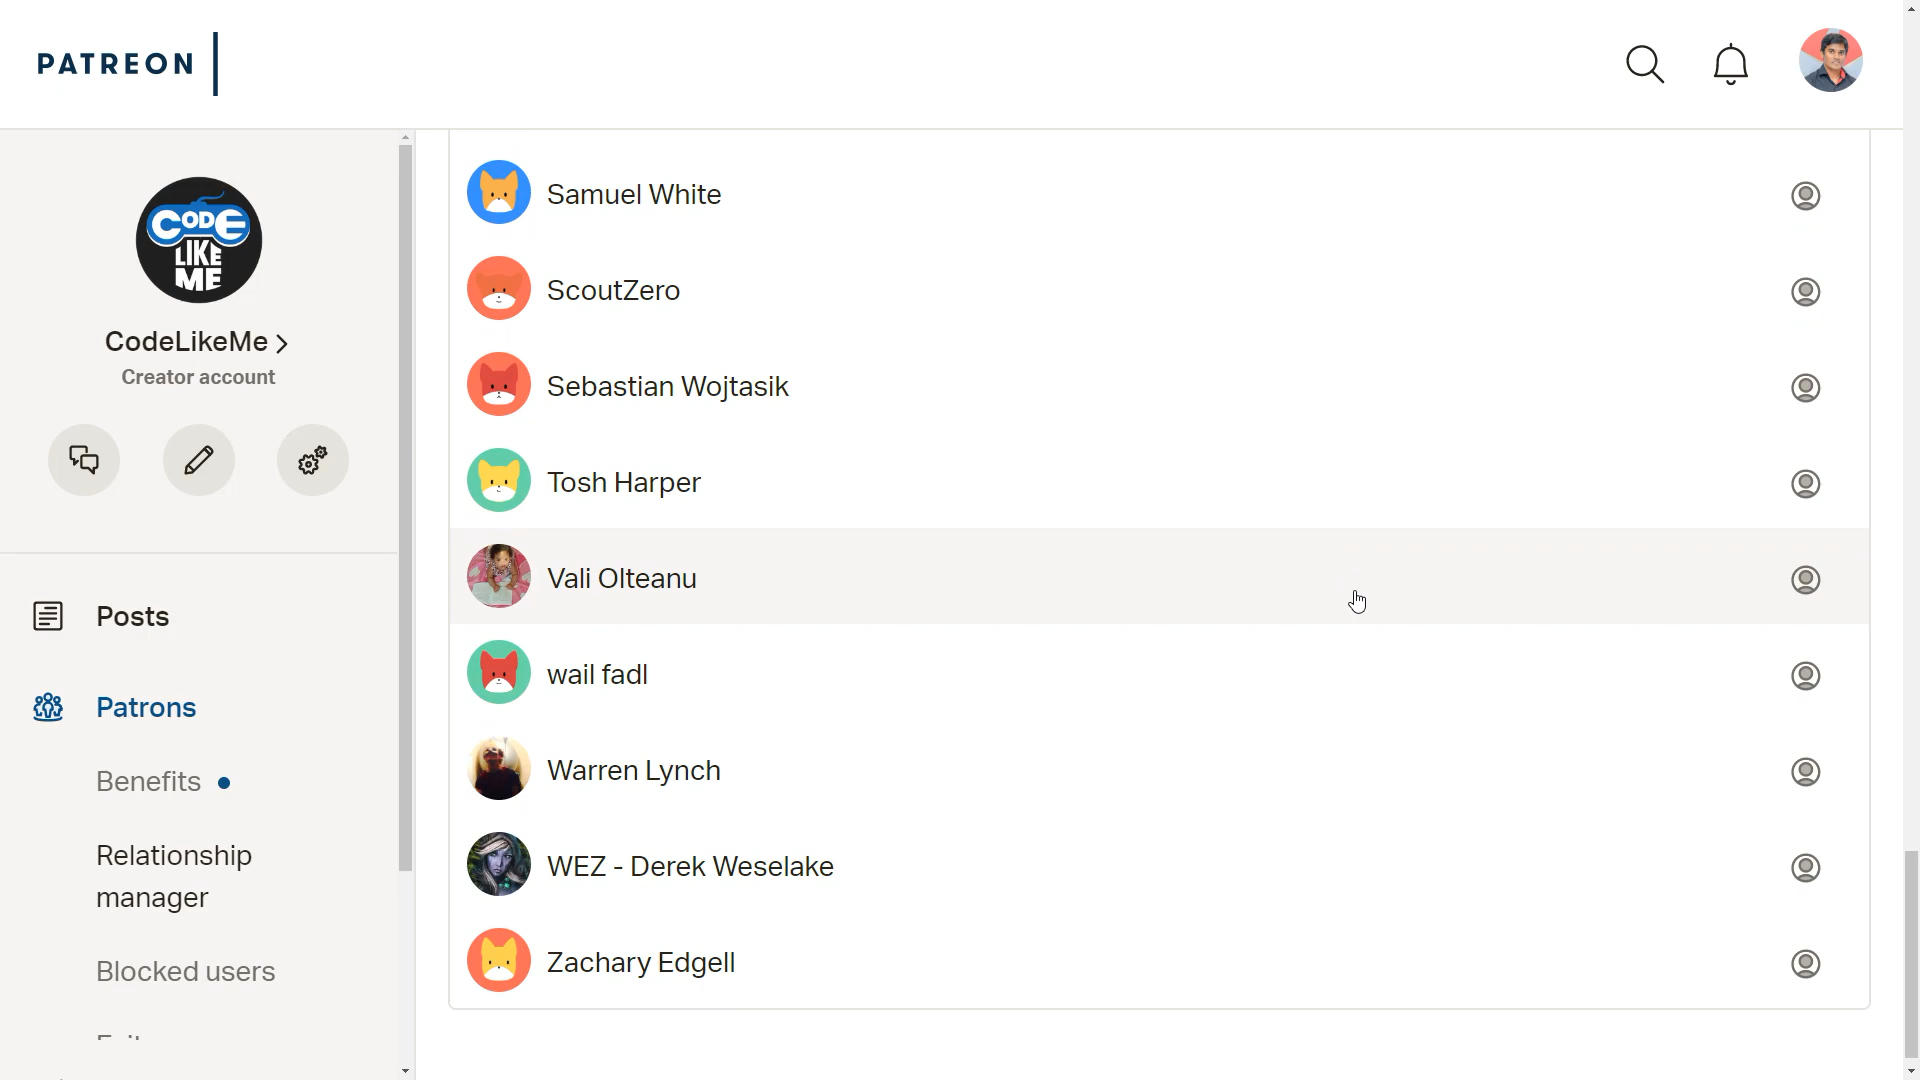 PATREON
CODE
LIKE
ME
CodeLikeMe
Creator account
Posts
Patrons
Benefits
Relationship
manager
Blocked users
Samuel White
ScoutZero
Sebastian Wojtasik
Tosh Harper
Vali Olteanu
wail fadl
Warren Lynch
WEZ - Derek Weselake
Zachary Edgell